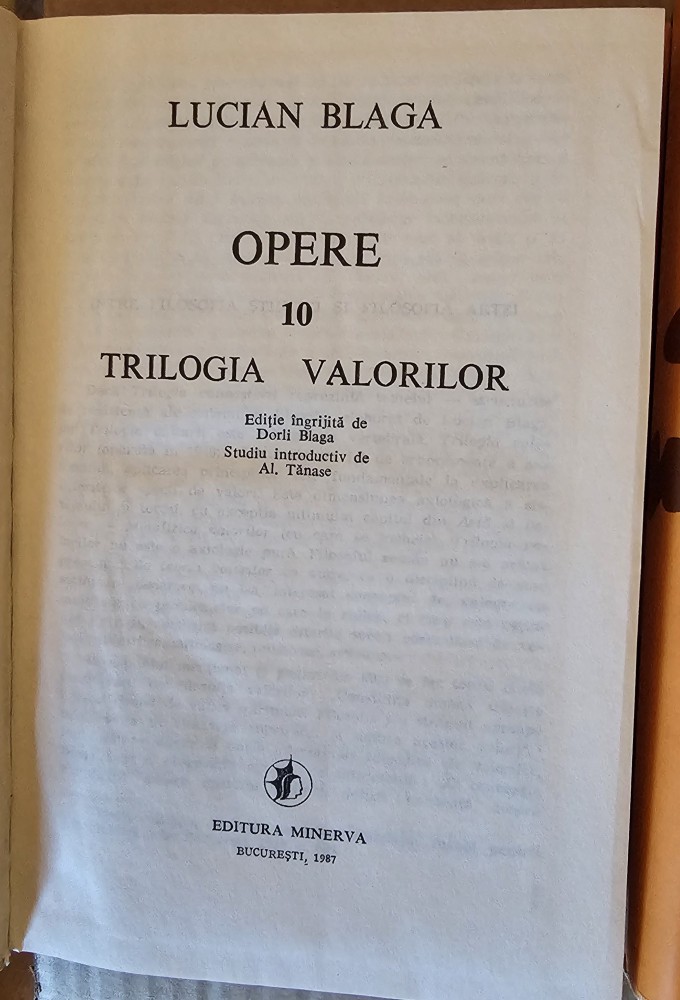 LUCIAN BLAGA
OPERE
10
TRILOGIA VALORILOR
Ediție îngrijită de
Dorli Blaga
Studiu introductiv de
Al. Tănase
EDITURA MINERVA
BUCUREȘTI, 1987